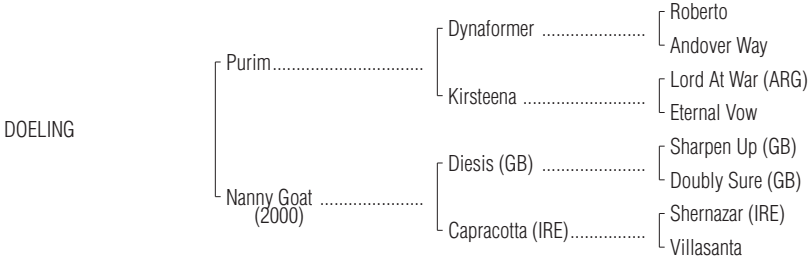 Roberto
Dynaformer ......................
Andover Way
Purim................................
Lord At War (ARG)
Kirsteena ..........................
Eternal Vow
DOELING
Sharpen Up (GB)
Diesis (GB) ......................
Doubly Sure (GB)
Nanny Goat ......................
(2000)
Shernazar (IRE)
Capracotta (IRE)................
Villasanta